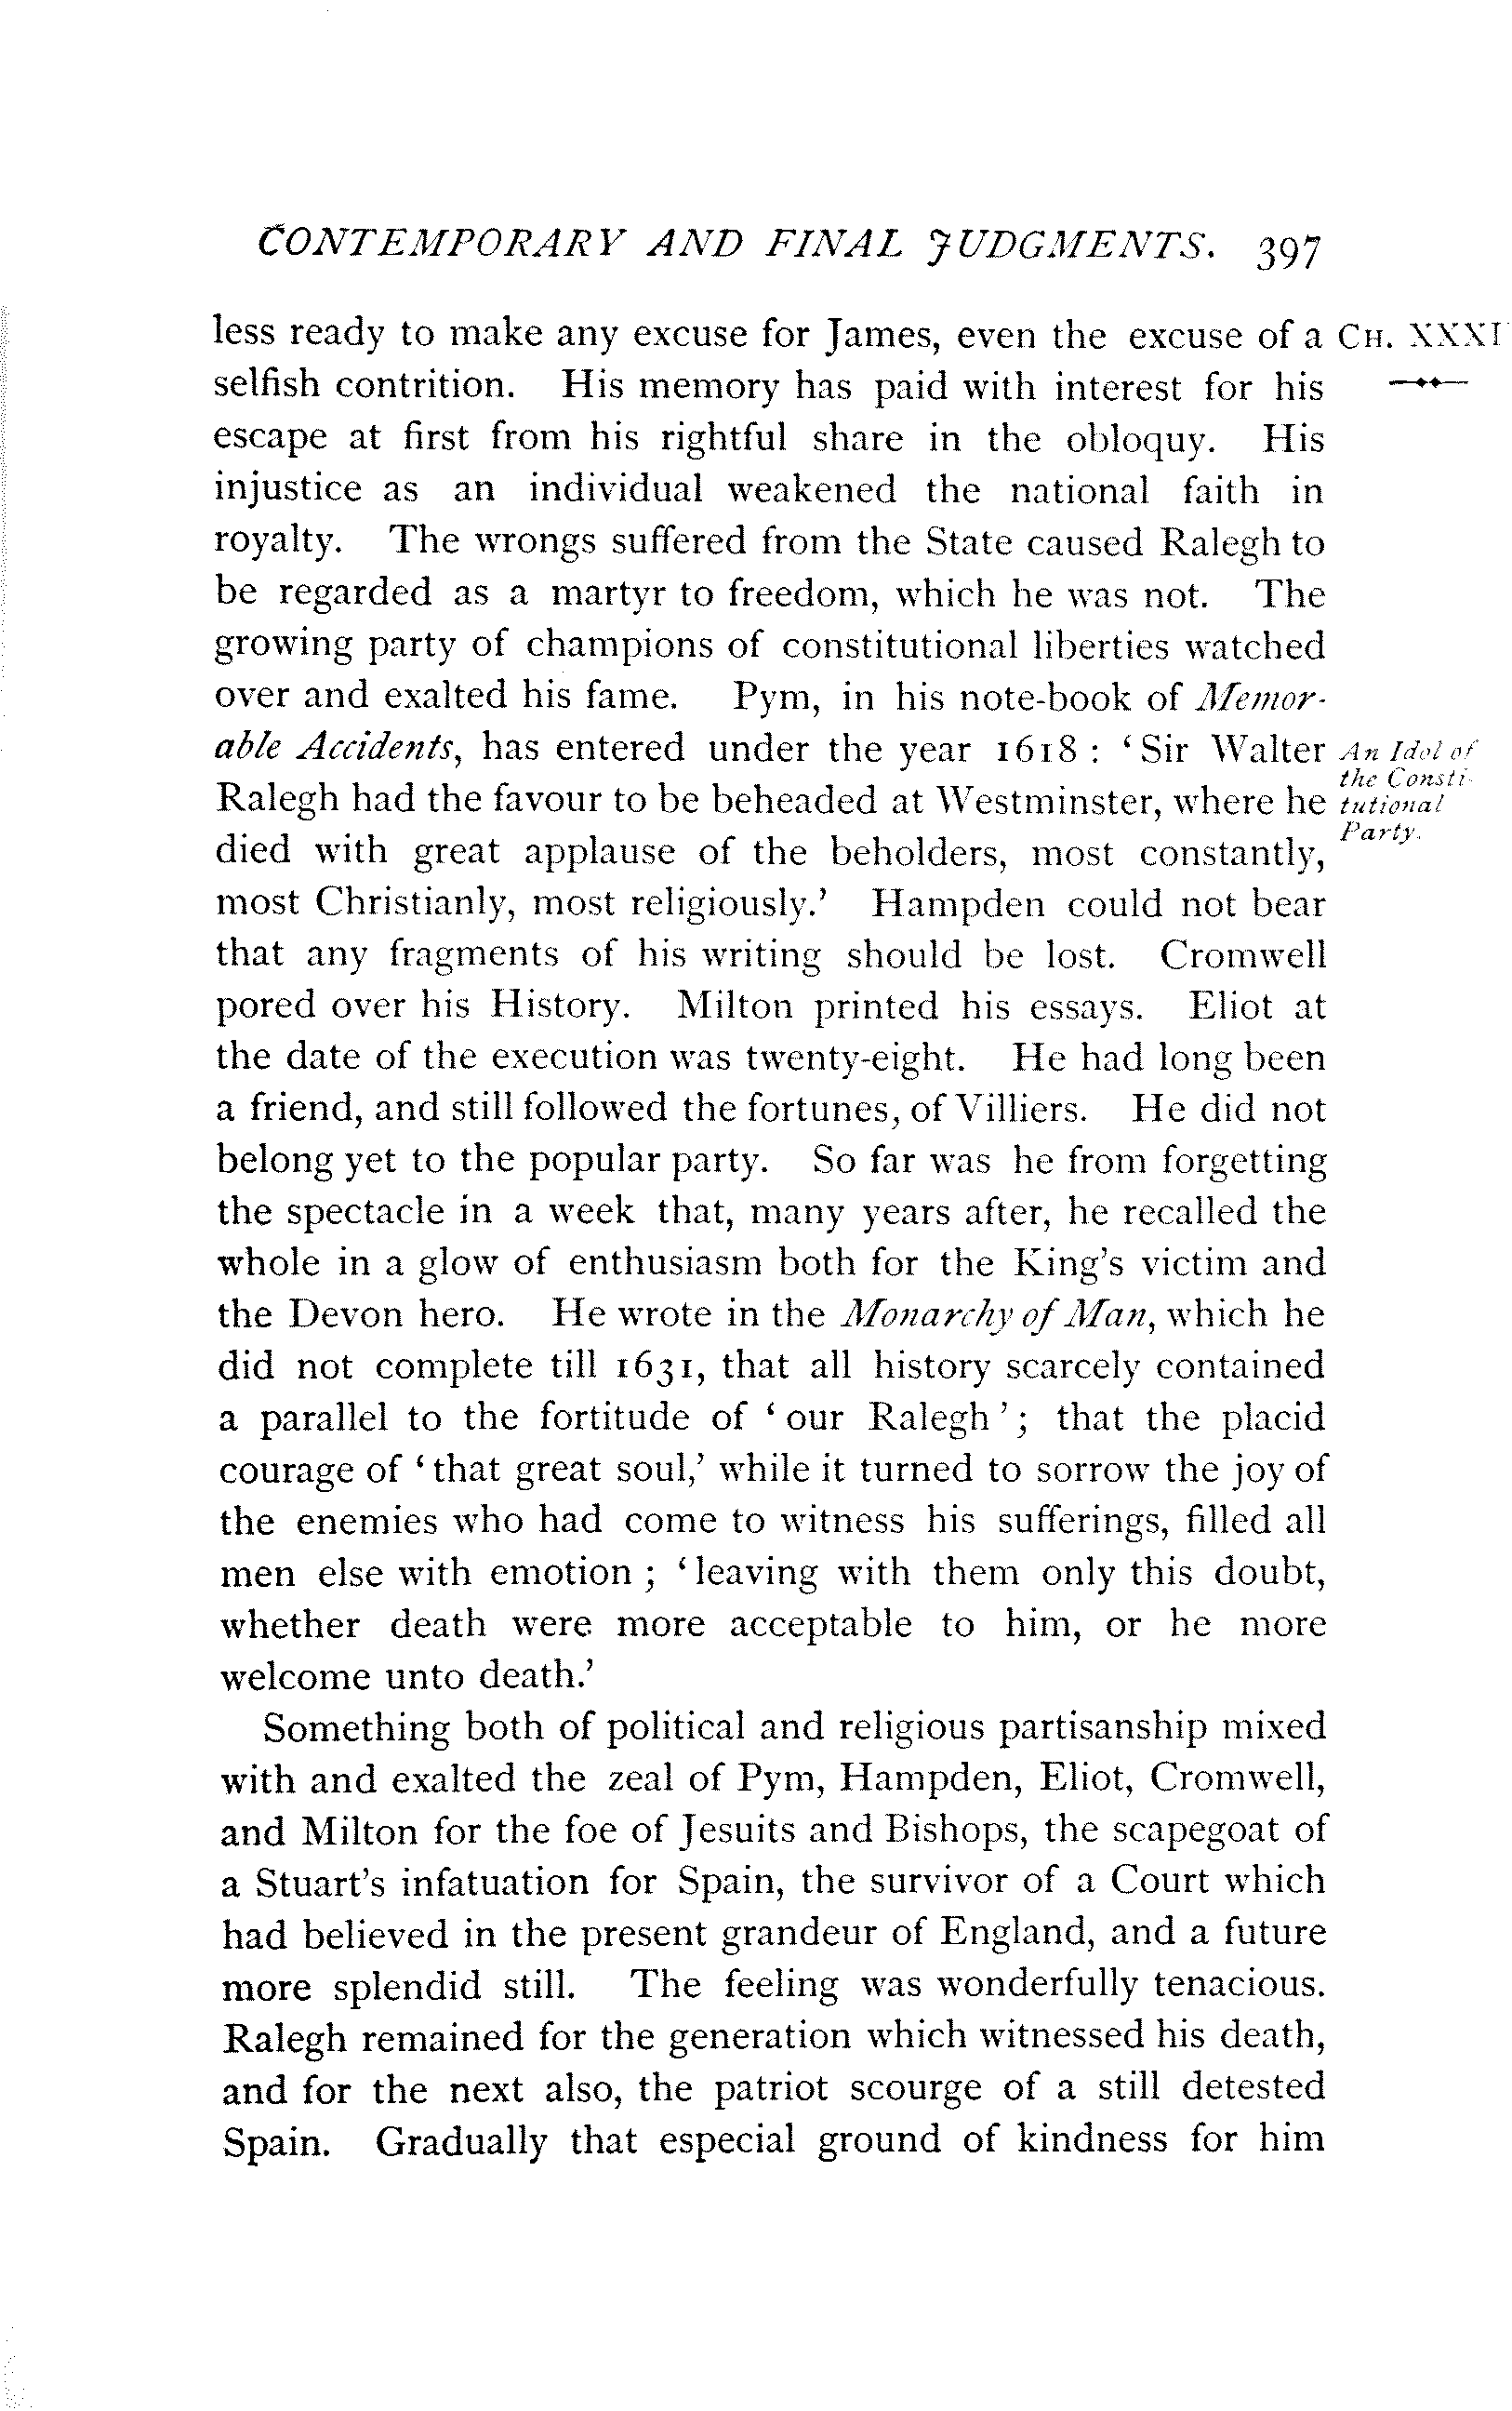 CONTEMPORARY AND FINAL JUDGMENTS. 397
less ready to make any excuse for James, even the excuse of a CH. XXXI
selfish contrition. His memory has paid with interest for his
escape at first from his rightful share in the obloquy. His
injustice as an individual weakened the national faith in
royalty. The wrongs suffered from the State caused Ralegh to
be regarded as a martyr to freedom, which he was not. The
growing party of champions of constitutional liberties watched
over and exalted his fame. Pym, in his note-book of Memor-
able Accidents, has entered under the year 1618 : ‘ Sir Walter
Ralegh had the favour to be beheaded at Westminster, where he
died with great applause of the beholders, most constantly,
most Christianly, most religiously.’ Hampden could not bear
that any fragments of his writing should be lost. Cromwell
pored over his History. Milton printed his essays. Eliot at
the date of the execution was twenty-eight. He had long been
a friend, and still followed the fortunes, of Villiers. He did not
belong yet to the popular party. So far was he from forgetting
the spectacle in a week that, many years after, he recalled the
whole in a glow of enthusiasm both for the King's victim and
the Devon hero. He wrote in the Monarchy of Man, which he
did not complete till 1631, that all history scarcely contained
a parallel to the fortitude of ‘ our Ralegh ’; that the placid
courage of ‘ that great soul,’ while it turned to sorrow the joy of
the enemies who had come to witness his sufferings, filled all
men else with emotion ; ‘ leaving with them only this doubt,
whether death were more acceptable to him, or he more
welcome unto death.’
Something both of political and religious partisanship mixed
with and exalted the zeal of Pym, Hampden, Eliot, Cromwell,
and Milton for the foe of Jesuits and Bishops, the scapegoat of
a Stuart's infatuation for Spain, the survivor of a Court which
had believed in the present grandeur of England, and a future
more splendid still. The feeling was wonderfully tenacious.
Ralegh remained for the generation which witnessed his death,
and for the next also, the patriot scourge of a still detested
Spain. Gradually that especial ground of kindness for him
An Idol of
the Consti-
tutional
Party.